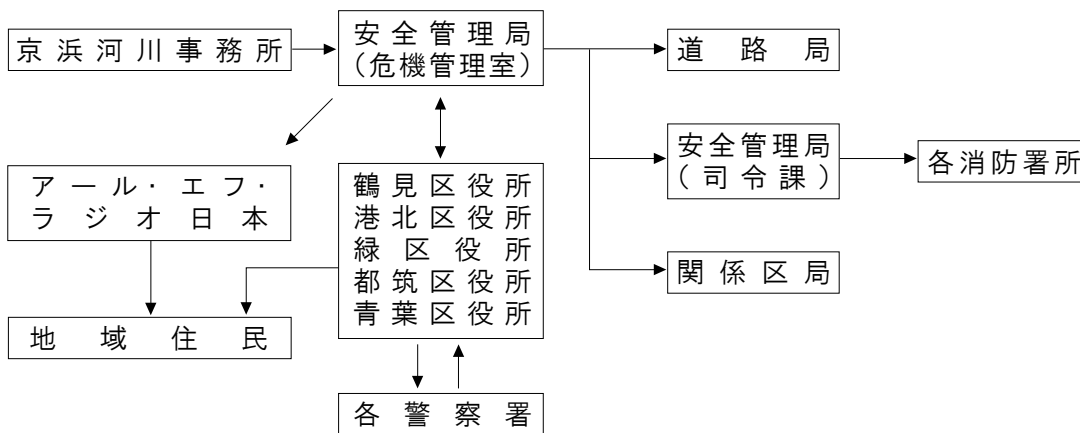 京浜河川事務所
安全管理局
（危機管理室）
道路局
安全管理局
（司令課）
各消防署所
関係区局
アール・エフ・
ラジオ日本
鶴見区役所
港北区役所
緑区役所
都筑区役所
青葉区役所
地域住民
各警察署